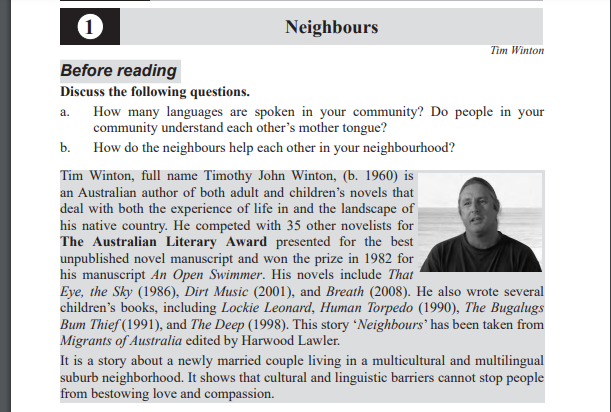 1
Neighbours
Tim Winton
Before reading
Discuss the following questions.
a. How many languages are spoken in your community? Do people in your
community understand each other's mother tongue?
b. How do the neighbours help each other in your neighbourhood?
Tim Winton, full name Timothy John Winton, (b. 1960) is
an Australian author of both adult and children's novels that
deal with both the experience of life in and the landscape of
his native country. He competed with 35 other novelists for
The Australian Literary Award presented for the best
unpublished novel manuscript and won the prize in 1982 for
his manuscript An Open Swimmer. His novels include That
Eye, the Sky (1986), Dirt Music (2001), and Breath (2008). He also wrote several
children's books, including Lockie Leonard, Human Torpedo (1990), The Bugalugs
Bum Thief (1991), and The Deep (1998). This story ‘Neighbours’ has been taken from
Migrants of Australia edited by Harwood Lawler.
It is a story about a newly married couple living in a multicultural and multilingual
suburb neighborhood. It shows that cultural and linguistic barriers cannot stop people
from bestowing love and compassion.